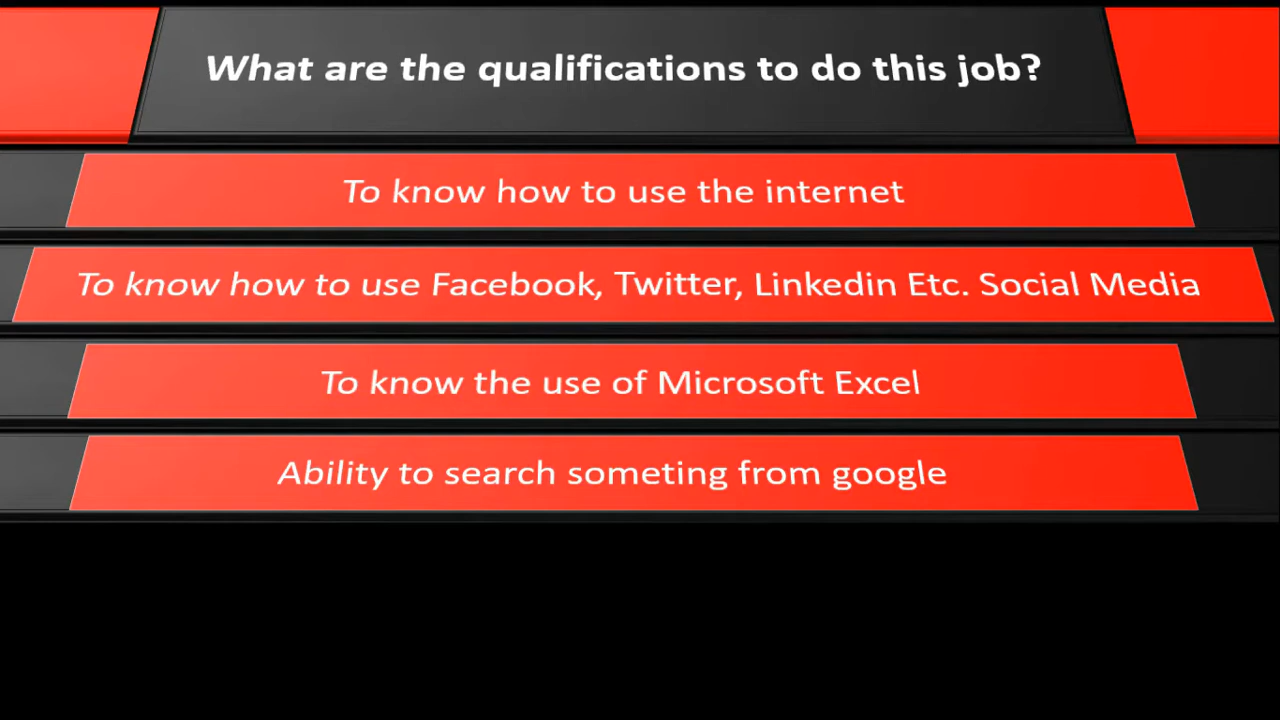 What are the qualifications to do this job?
To know how to use the internet
To know how to use Facebook, Twitter, Linkedin Etc. Social Media
To know the use of Microsoft Excel
Ability to search someting from google